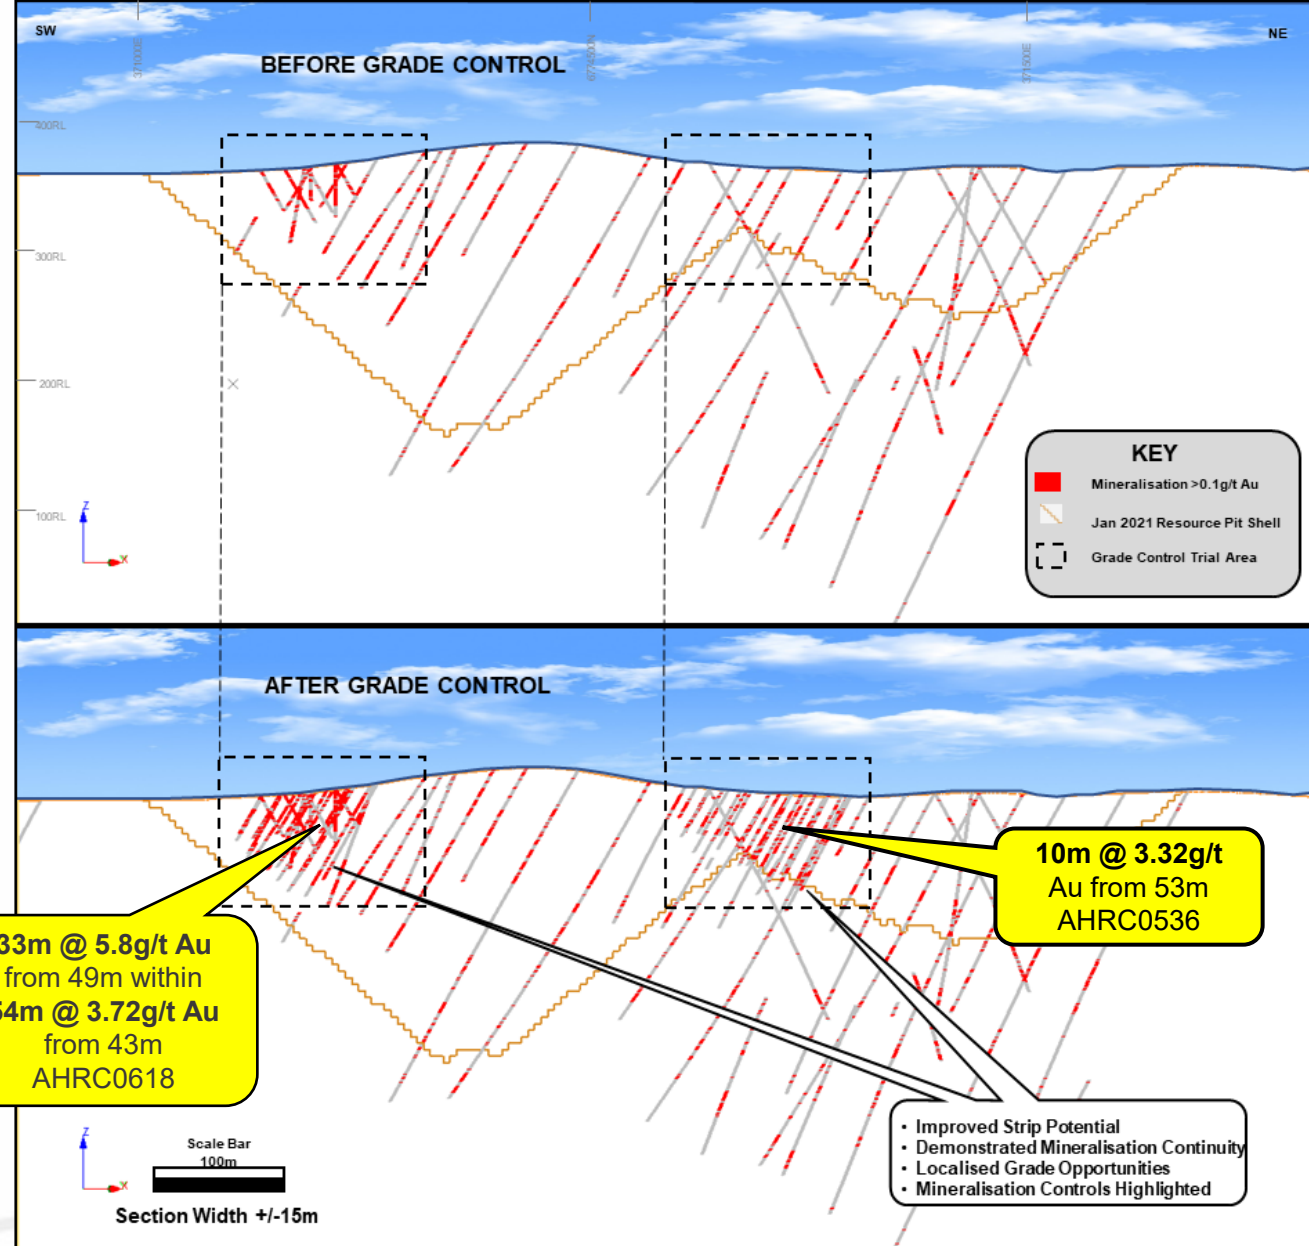 SW
NE
371000E
6774000N
371500E
BEFORE GRADE CONTROL
400RL
300RL
200RL
100RL
Z
X
KEY
Mineralisation >0.1g/t Au
Jan 2021 Resource Pit Shell
Grade Control Trial Area
AFTER GRADE CONTROL
10m @ 3.32g/t
Au from 53m
AHRC0536
33m @ 5.8g/t Au
from 49m within
54m @ 3.72g/t Au
from 43m
AHRC0618
• Improved Strip Potential
• Demonstrated Mineralisation Continuity
• Localised Grade Opportunities
• Mineralisation Controls Highlighted
Z
X
Scale Bar
100m
Section Width +/-15m